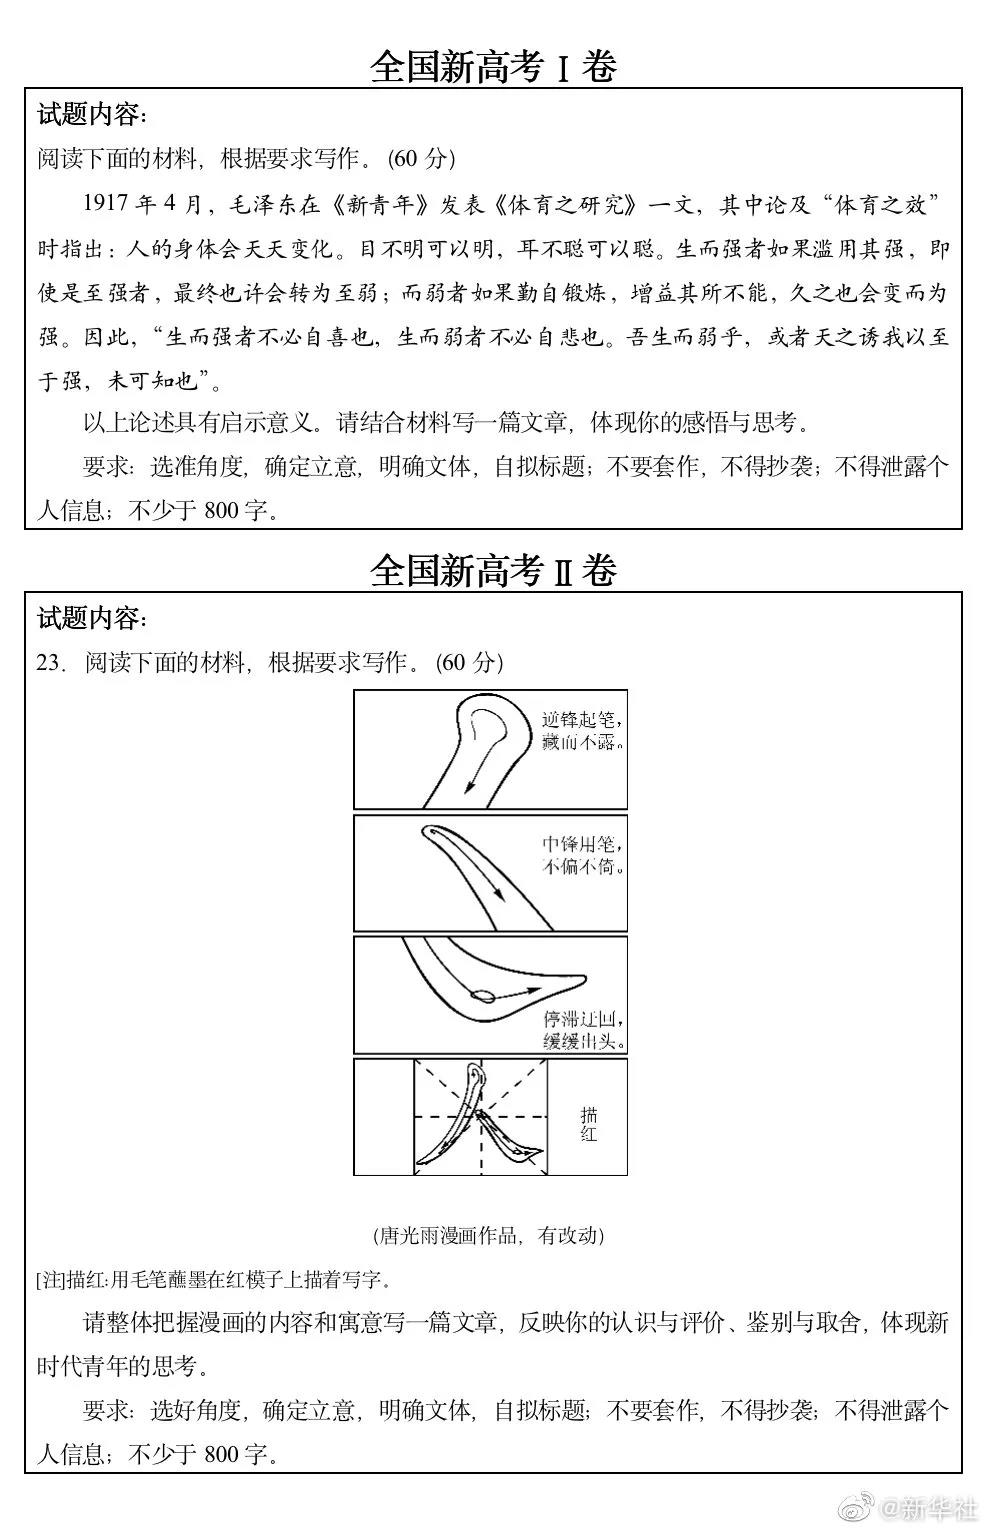 全国新高考 I 卷
试题内容：
阅读下面的材料，根据要求写作。(60 分)
1917 年 4 月，毛泽东在《新青年》发表《体育之研究》一文，其中论及“体育之效”
时指出：人的身体会天天变化。目不明可以明，耳不聪可以聪。生而强者如果滥用其强，即
使是至强者，最终也许会转为至弱；而弱者如果勤自锻炼，增益其所不能，久之也会变而为
强。因此，“生而强者不必自喜也，生而弱者不必自悲也。吾生而弱乎，或者天之诱我以至
于强，未可知也”。
以上论述具有启示意义。请结合材料写一篇文章，体现你的感悟与思考。
要求：选准角度，确定立意，明确文体，自拟标题；不要套作，不得抄袭；不得泄露个
人信息；不少于 800 字。
全国新高考 Ⅱ 卷
试题内容：
23. 阅读下面的材料，根据要求写作。(60 分)
逆锋起笔，
藏而不露。
中锋用笔，
不偏不倚。
停滞迂回，
缓缓出头。
描
红
(唐光雨漫画作品，有改动)
[注]描红:用毛笔蘸墨在红模子上描着写字。
请整体把握漫画的内容和寓意写一篇文章，反映你的认识与评价、鉴别与取舍，体现新
时代青年的思考。
要求：选好角度，确定立意，明确文体，自拟标题；不要套作，不得抄袭；不得泄露个
人信息；不少于 800 字。
@新华社